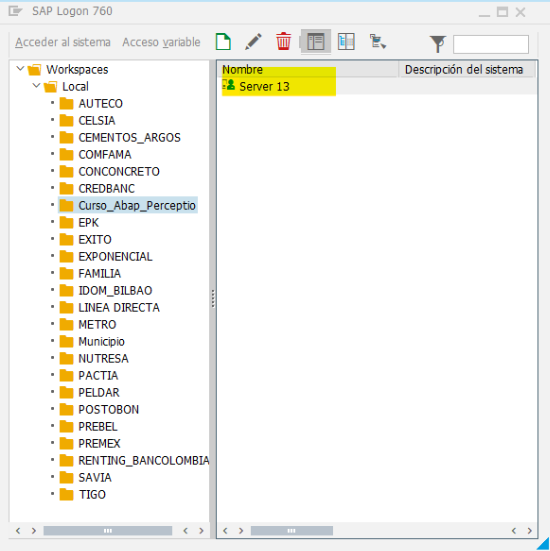 SAP Logon 760
Acceder al sistema Acceso variable
Workspaces
Local
AUTECO
CELSIA
CEMENTOS_ARGOS
COMFAMA
CONCONCRETO
CREDBANC
Curso_Abap_Perceptio
EPK
EXITO
EXPONENCIAL
FAMILIA
IDOM_BILBAO
LINEA DIRECTA
METRO
Municipio
NUTRESA
PACTIA
PELDAR
POSTOBON
PREBEL
PREMEX
RENTING_BANCOLOMBIA
SAVIA
TIGO
Nombre Descripción del sistema
Server 13